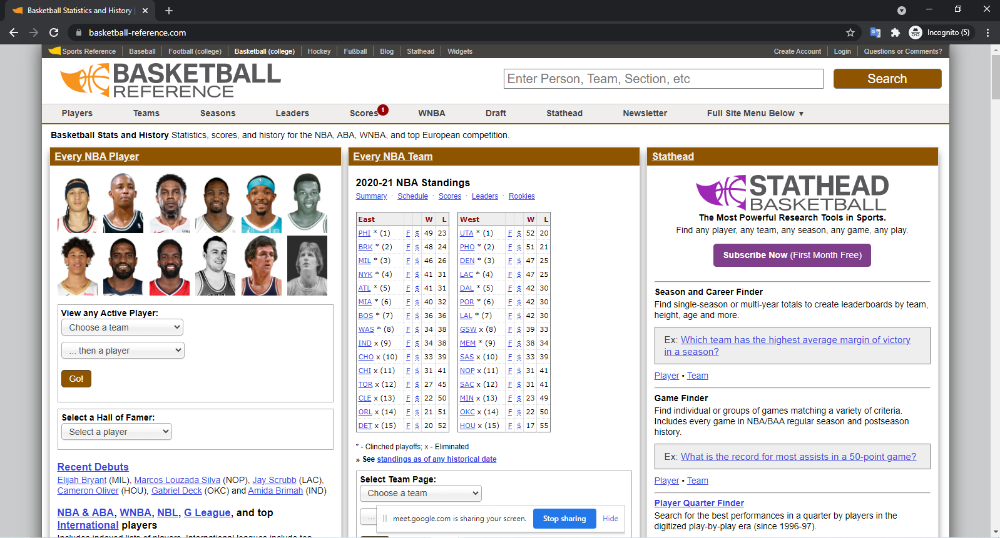 Basketball Statistics and History |
basketball-reference.com
Incognito (5)
Sports Reference Baseball Football (college) Basketball (college) Hockey Fußball Blog Stathead Widgets Create Account Login Questions or Comments?
BASKETBALL
REFERENCE
Enter Person, Team, Section, etc
Search
Players Teams Seasons Leaders Scores 1 WNBA Draft Stathead Newsletter Full Site Menu Below ▼
Basketball Stats and History Statistics, scores, and history for the NBA, ABA, WNBA, and top European competition.
Every NBA Player
View any Active Player:
Choose a team
... then a player
Go!
Select a Hall of Famer:
Select a player
Recent Debuts
Elijah Bryant (MIL), Marcos Louzada Silva (NOP), Jay Scrubb (LAC),
Cameron Oliver (HOU), Gabriel Deck (OKC) and Amida Brimah (IND)
NBA & ABA, WNBA, NBL, G League, and top
International players
Every NBA Team
2020-21 NBA Standings
Summary · Schedule · Scores · Leaders · Rookies
East W L
PHI * (1) F $ 49 23
BRK * (2) F $ 48 24
MIL * (3) F $ 46 26
NYK * (4) F $ 41 31
ATL * (5) F $ 41 31
MIA * (6) F $ 40 32
BOS * (7) F $ 36 36
WAS * (8) F $ 34 38
IND x (9) F $ 34 38
CHO x (10) F $ 33 39
CHI x (11) F $ 31 41
TOR x (12) F $ 27 45
CLE x (13) F $ 22 50
ORL x (14) F $ 21 51
DET x (15) F $ 20 52
West W L
UTA * (1) F $ 52 20
PHO * (2) F $ 51 21
DEN * (3) F $ 47 25
LAC * (4) F $ 47 25
DAL * (5) F $ 42 30
POR * (6) F $ 42 30
LAL * (7) F $ 42 30
GSW x (8) F $ 39 33
MEM * (9) F $ 38 34
SAS x (10) F $ 33 39
NOP x (11) F $ 31 41
SAC x (12) F $ 31 41
MIN x (13) F $ 23 49
OKC x (14) F $ 22 50
HOU x (15) F $ 17 55
* - Clinched playoffs; x - Eliminated
» See standings as of any historical date
Select Team Page:
Choose a team
...
meet.google.com is sharing your screen. Stop sharing Hide
Stathead
STATHEAD
BASKETBALL
The Most Powerful Research Tools in Sports.
Find any player, any team, any season, any game, any play.
Subscribe Now (First Month Free)
Season and Career Finder
Find single-season or multi-year totals to create leaderboards by team,
height, age and more.
Ex: Which team has the highest average margin of victory
in a season?
Player • Team
Game Finder
Find individual or groups of games matching a variety of criteria.
Includes every game in NBA/BAA regular season and postseason
history.
Ex: What is the record for most assists in a 50-point game?
Player • Team
Player Quarter Finder
Search for the best performances in a quarter by players in the
digitized play-by-play era (since 1996-97).